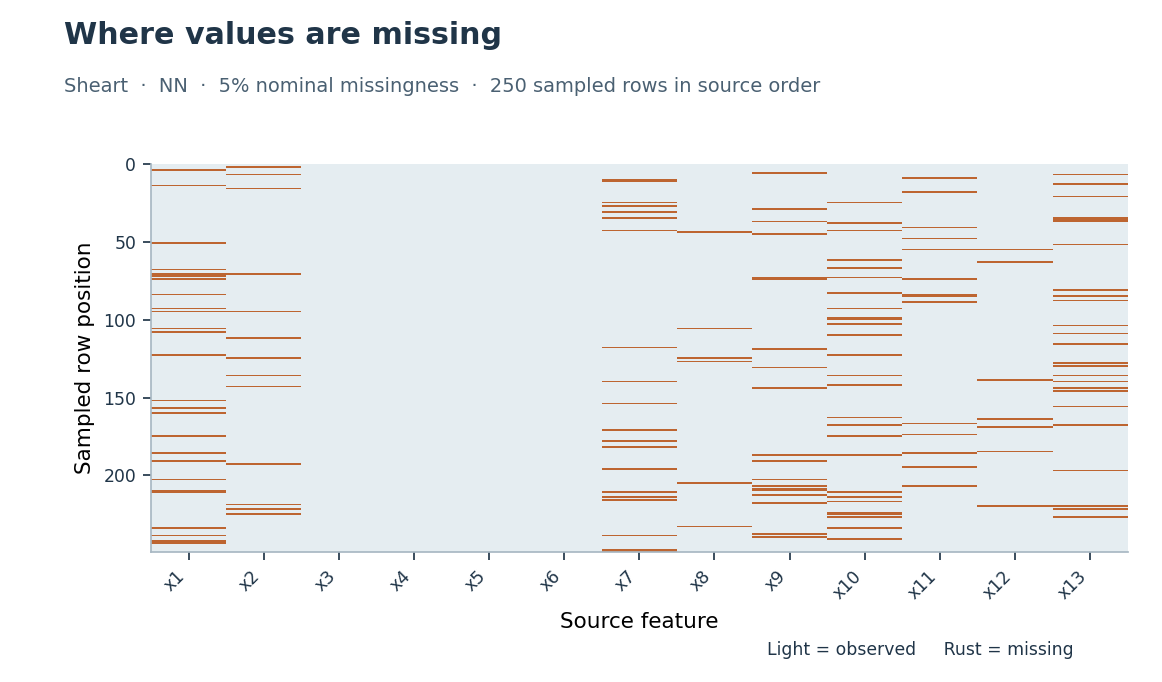 Where values are missing
Sheart · NN · 5% nominal missingness · 250 sampled rows in source order
0
50
100
150
200
Sampled row position
x1 x2 x3 x4 x5 x6 x7 x8 x9 x10 x11 x12 x13
Source feature
Light = observed Rust = missing